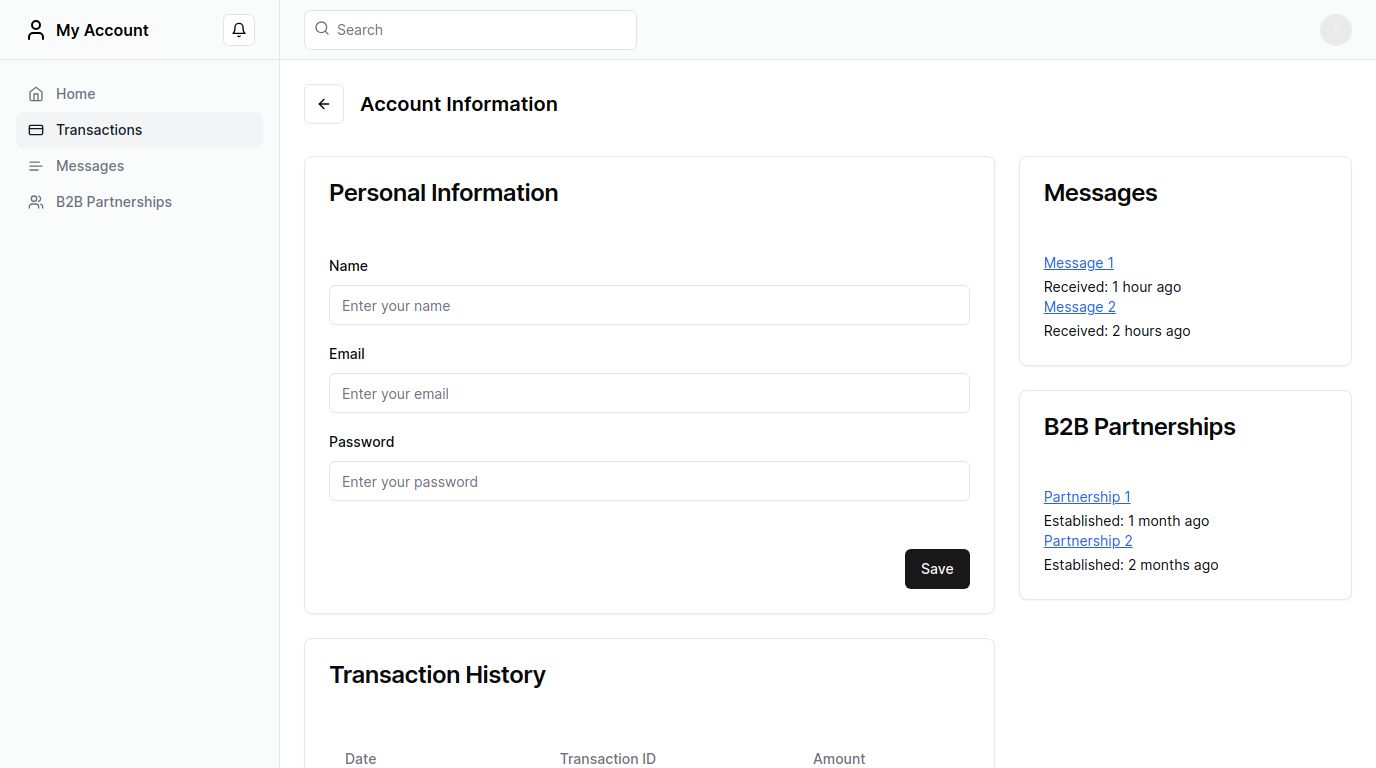 My Account
Search
Home
Transactions
Messages
B2B Partnerships
Account Information
Personal Information
Name
Enter your name
Email
Enter your email
Password
Enter your password
Save
Transaction History
Date Transaction ID Amount
Messages
Message 1
Received: 1 hour ago
Message 2
Received: 2 hours ago
B2B Partnerships
Partnership 1
Established: 1 month ago
Partnership 2
Established: 2 months ago